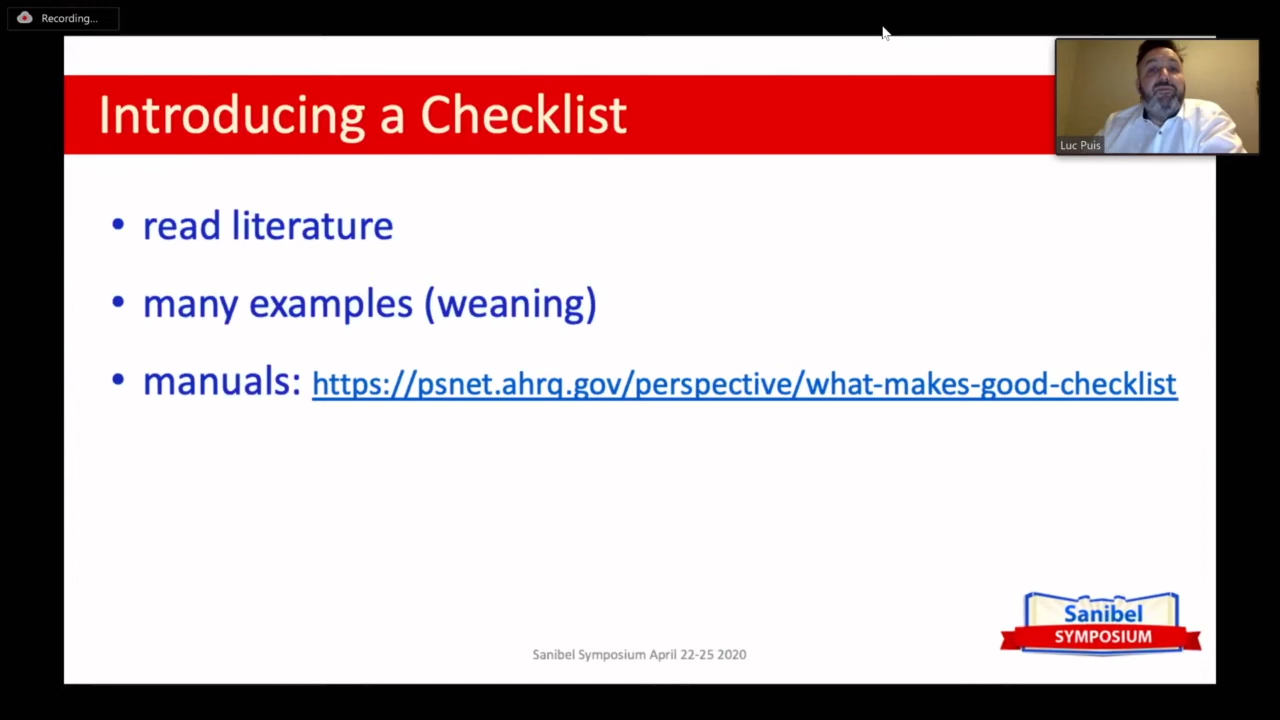 Recording...
Introducing a Checklist
Luc Puis
• read literature
• many examples (weaning)
• manuals: https://psnet.ahrq.gov/perspective/what-makes-good-checklist
Sanibel
SYMPOSIUM
Sanibel Symposium April 22-25 2020